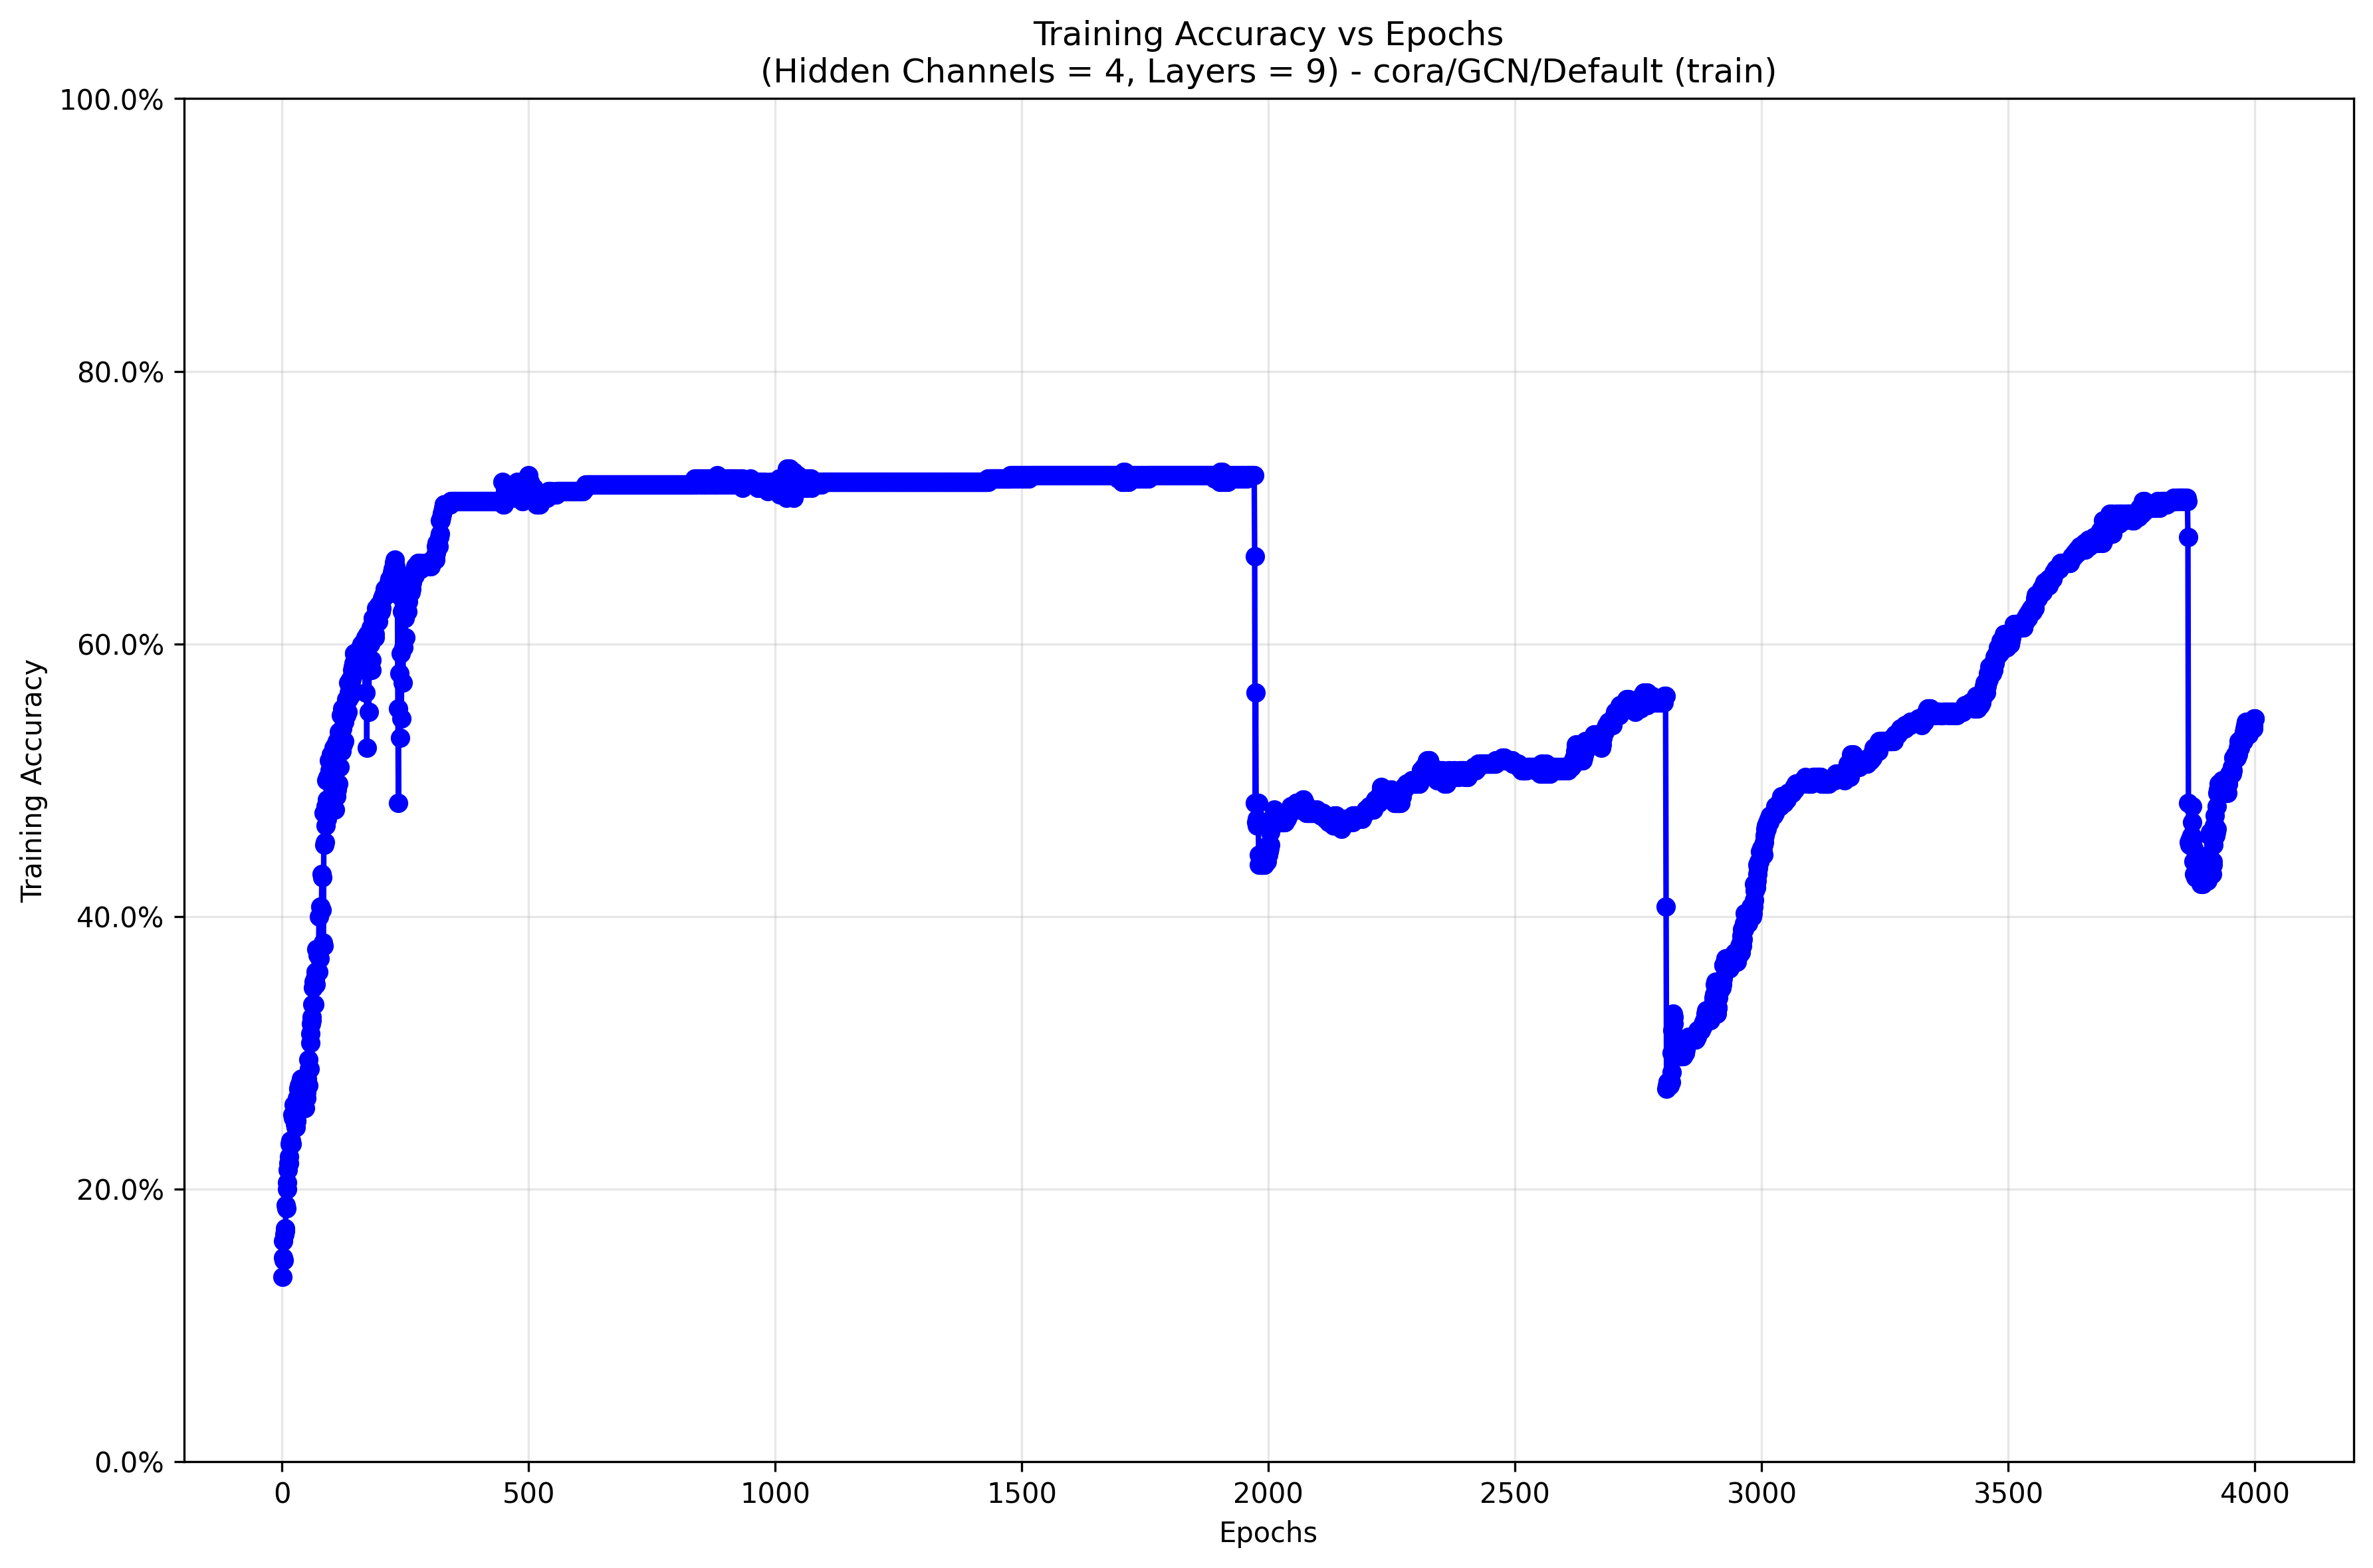 Training Accuracy vs Epochs
(Hidden Channels = 4, Layers = 9) - cora/GCN/Default (train)
100.0%
80.0%
60.0%
40.0%
20.0%
0.0%
Training Accuracy
0 500 1000 1500 2000 2500 3000 3500 4000
Epochs